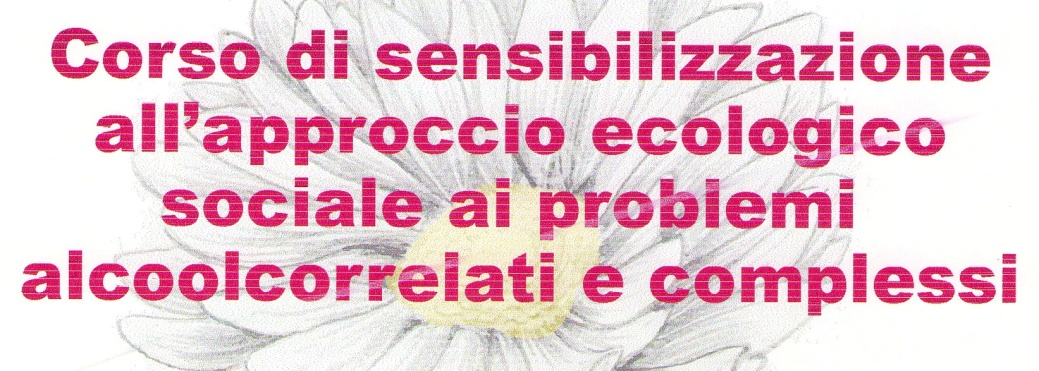 Corso di sensibilizzazione
all'approccio ecologico
sociale ai problemi
alcoolcorrelati e complessi